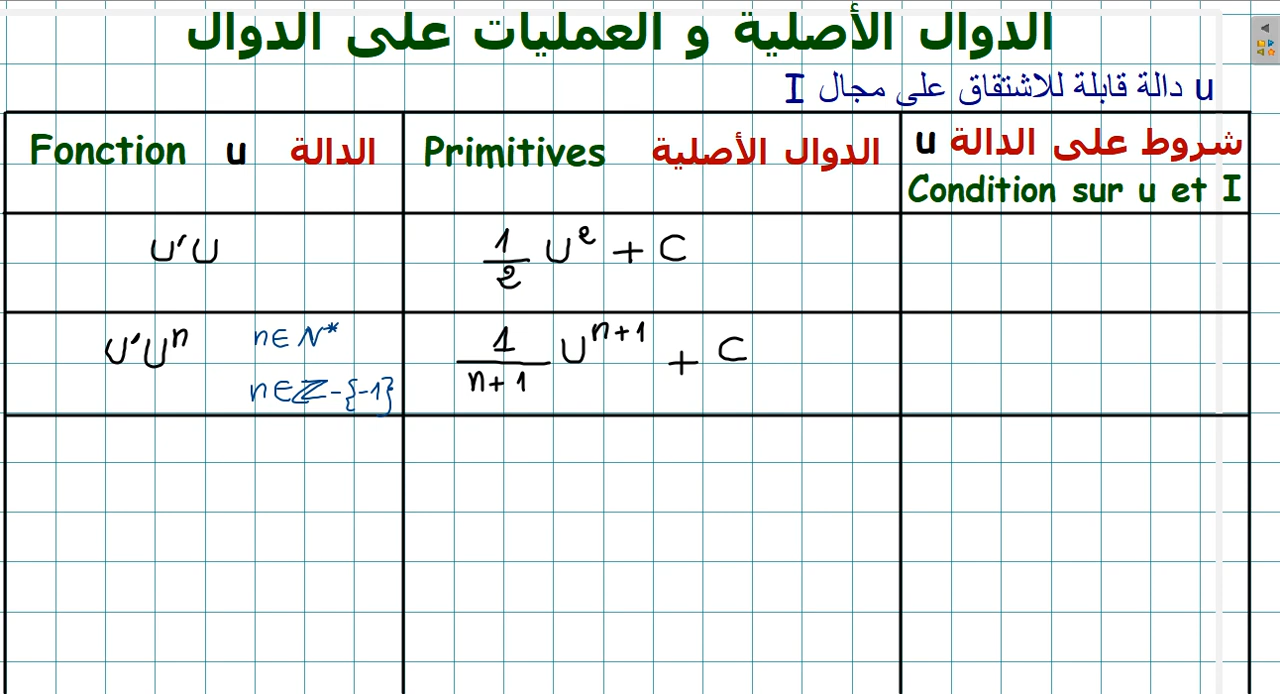 الدوال الأصلية و العمليات على الدوال
u دالة قابلة للاشتقاق على مجال I
Fonction u الدالة
Primitives الدوال الأصلية
شروط على الدالة u
Condition sur u et I
U'U
1/2 U² + C
U'Uⁿ n∈N*
n∈Z-{-1}
1/(n+1) Uⁿ⁺¹ + C